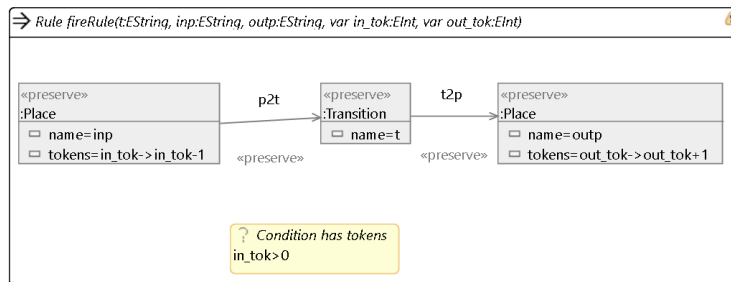 Rule fireRule(t:EString, inp:EString, outp:EString, var in_tok:EInt, var out_tok:EInt)
«preserve»
:Place
name=inp
tokens=in_tok->in_tok-1
p2t
«preserve»
«preserve»
:Transition
name=t
t2p
«preserve»
«preserve»
:Place
name=outp
tokens=out_tok->out_tok+1
? Condition has tokens
in_tok>0